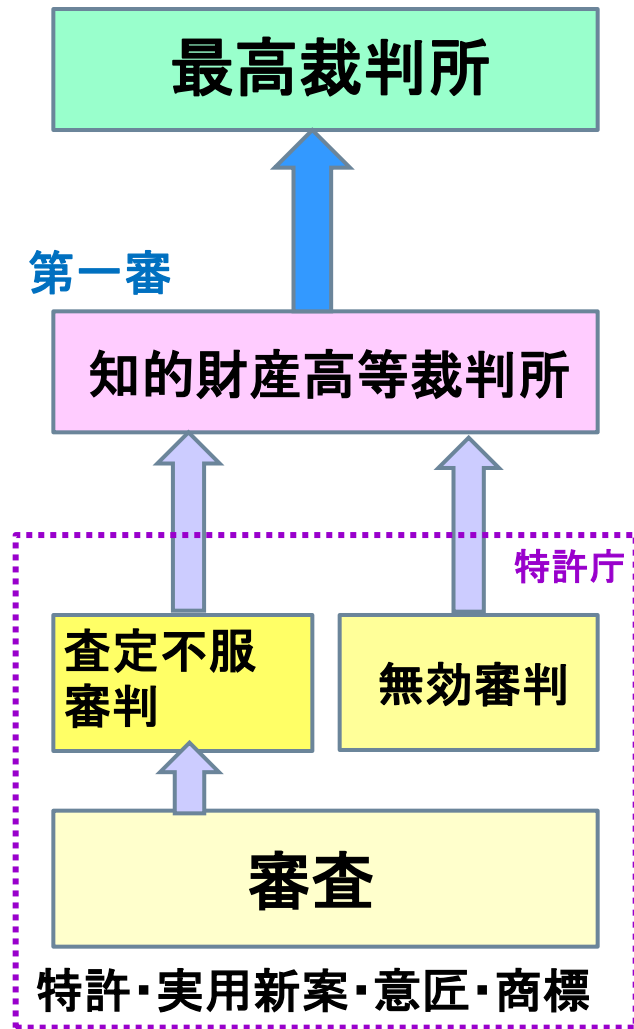 最高裁判所
第一審
知的財産高等裁判所
特許庁
査定不服
審判
無効審判
審査
特許・実用新案・意匠・商標